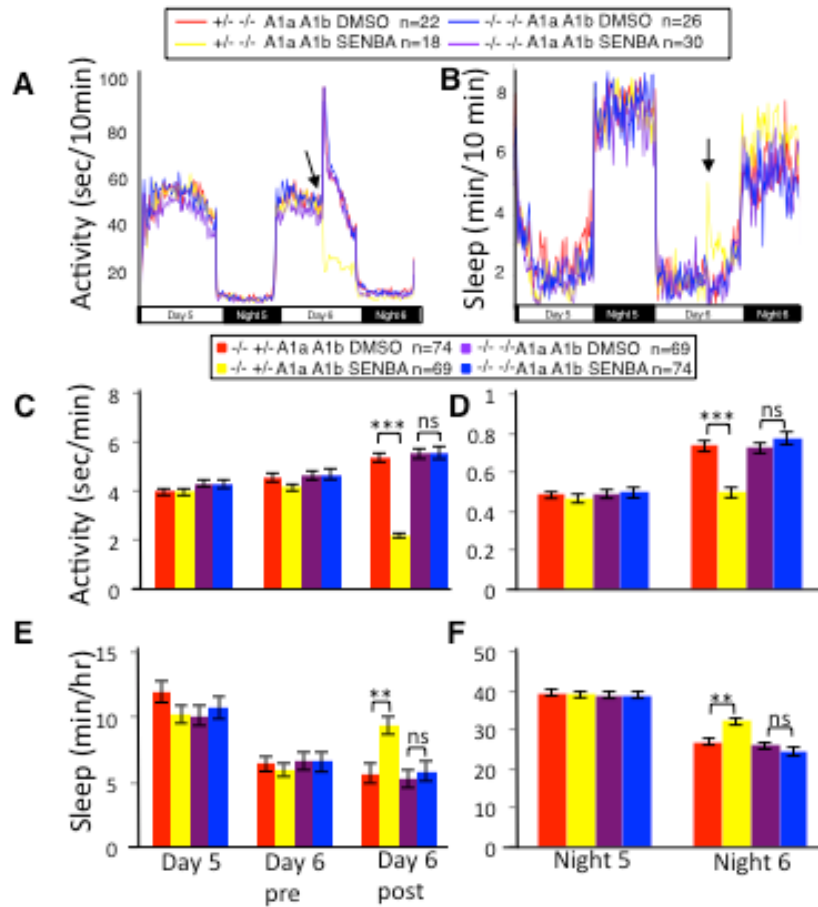 +/- -/- A1a A1b DMSO n=22 -/- -/- A1a A1b DMSO n=26
+/- -/- A1a A1b SENBA n=18 -/- -/- A1a A1b SENBA n=30
A
Activity (sec/10min)
100
80
60
40
20
Day 5 Night 5 Day 6 Night 6
B
Sleep (min/10 min)
8
6
4
2
Day 5 Night 5 Day 6 Night 6
-/- +/- A1a A1b DMSO n=74 -/- -/-A1a A1b DMSO n=69
-/- +/- A1a A1b SENBA n=69 -/- -/-A1a A1b SENBA n=74
C
Activity (sec/min)
8
6
4
2
0
*** ns
D
1
0.8
0.6
0.4
0.2
0
*** ns
E
Sleep (min/hr)
15
10
5
0
** ns
Day 5 Day 6 Day 6
pre post
F
50
40
30
20
10
0
** ns
Night 5 Night 6